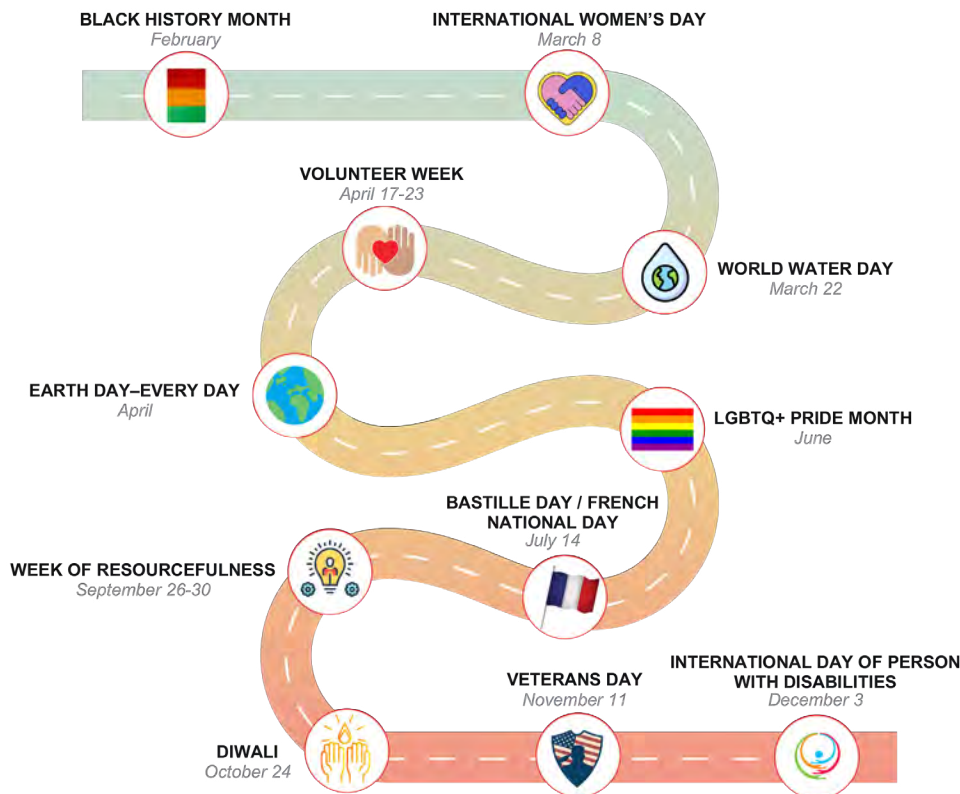 BLACK HISTORY MONTH
February
INTERNATIONAL WOMEN'S DAY
March 8
VOLUNTEER WEEK
April 17-23
WORLD WATER DAY
March 22
EARTH DAY–EVERY DAY
April
LGBTQ+ PRIDE MONTH
June
BASTILLE DAY / FRENCH
NATIONAL DAY
July 14
WEEK OF RESOURCEFULNESS
September 26-30
INTERNATIONAL DAY OF PERSON
WITH DISABILITIES
December 3
VETERANS DAY
November 11
DIWALI
October 24